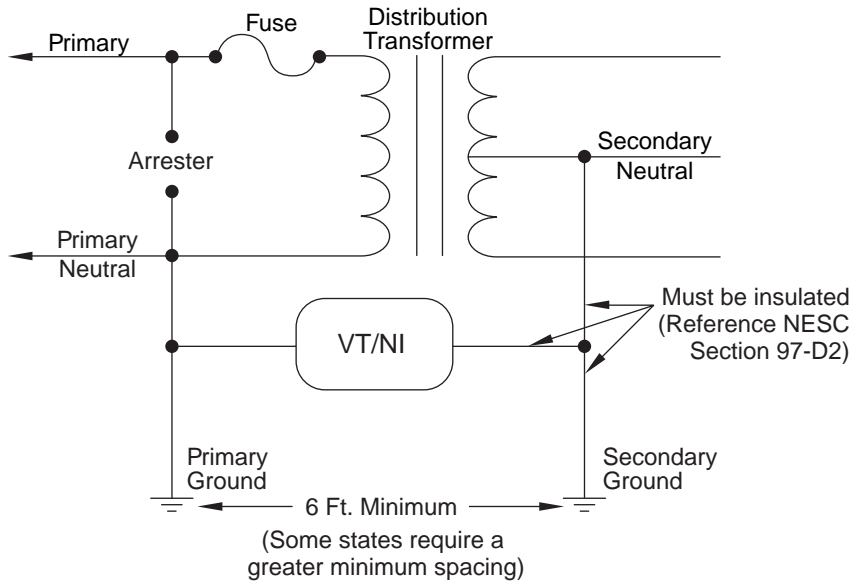 Fuse
Distribution
Transformer
Primary
Secondary
Neutral
Arrester
Primary
Neutral
Must be insulated
(Reference NESC
Section 97-D2)
VT/NI
Primary
Ground
Secondary
Ground
6 Ft. Minimum
(Some states require a
greater minimum spacing)